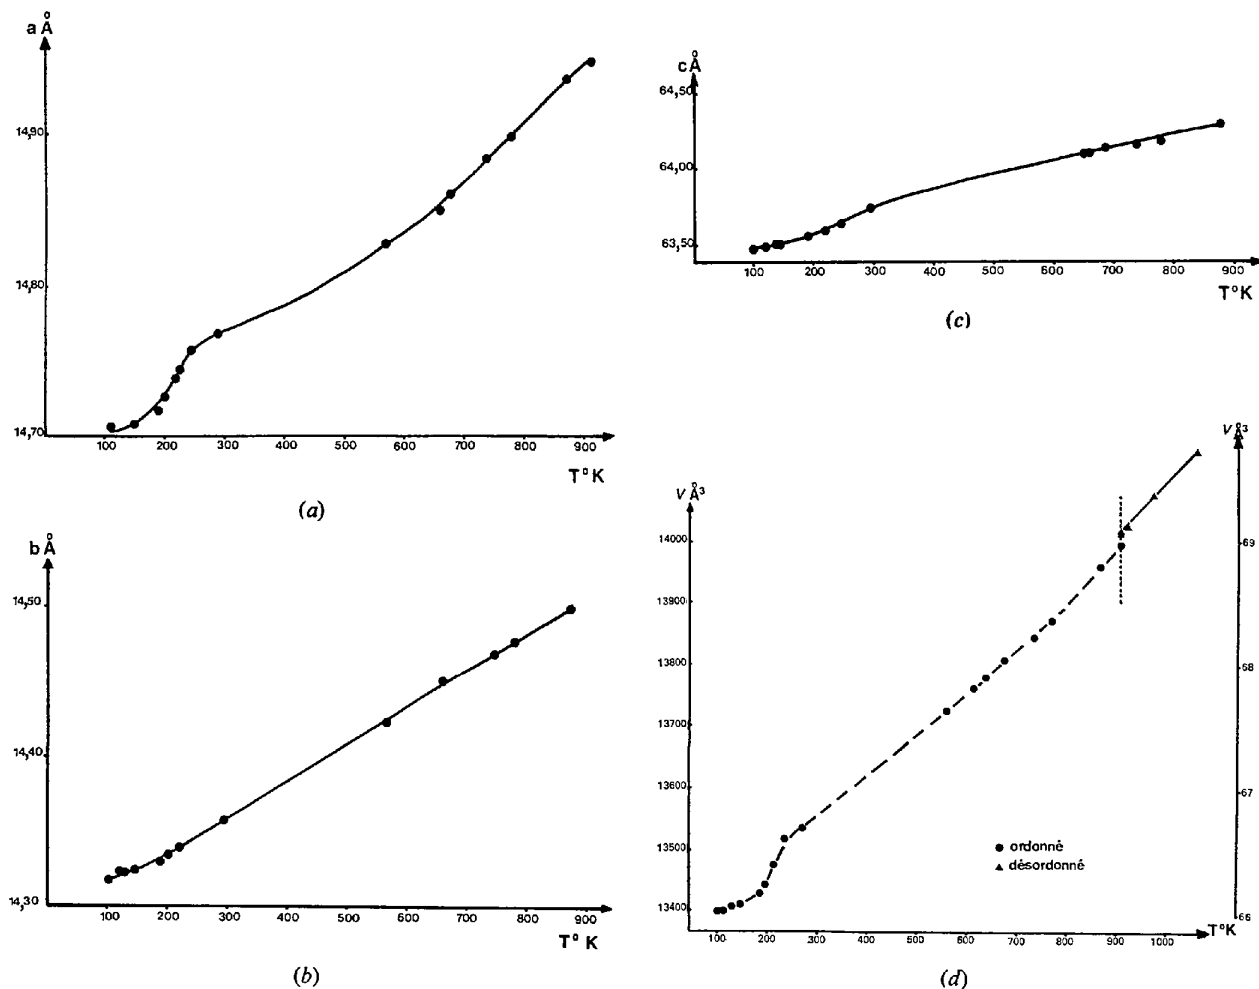 a Å
14,90
14,80
14,70
100 200 300 400 500 600 700 800 900
T°K
(a)
c Å
64,50
64,00
63,50
100 200 300 400 500 600 700 800 900
T°K
(c)
b Å
14,50
14,40
14,30
100 200 300 400 500 600 700 800 900
T°K
(b)
V Å³
14000
13900
13800
13700
13600
13500
13400
100 200 300 400 500 600 700 800 900 1000
T°K
V Å³
69
68
67
66
● ordonné
▲ désordonné
(d)